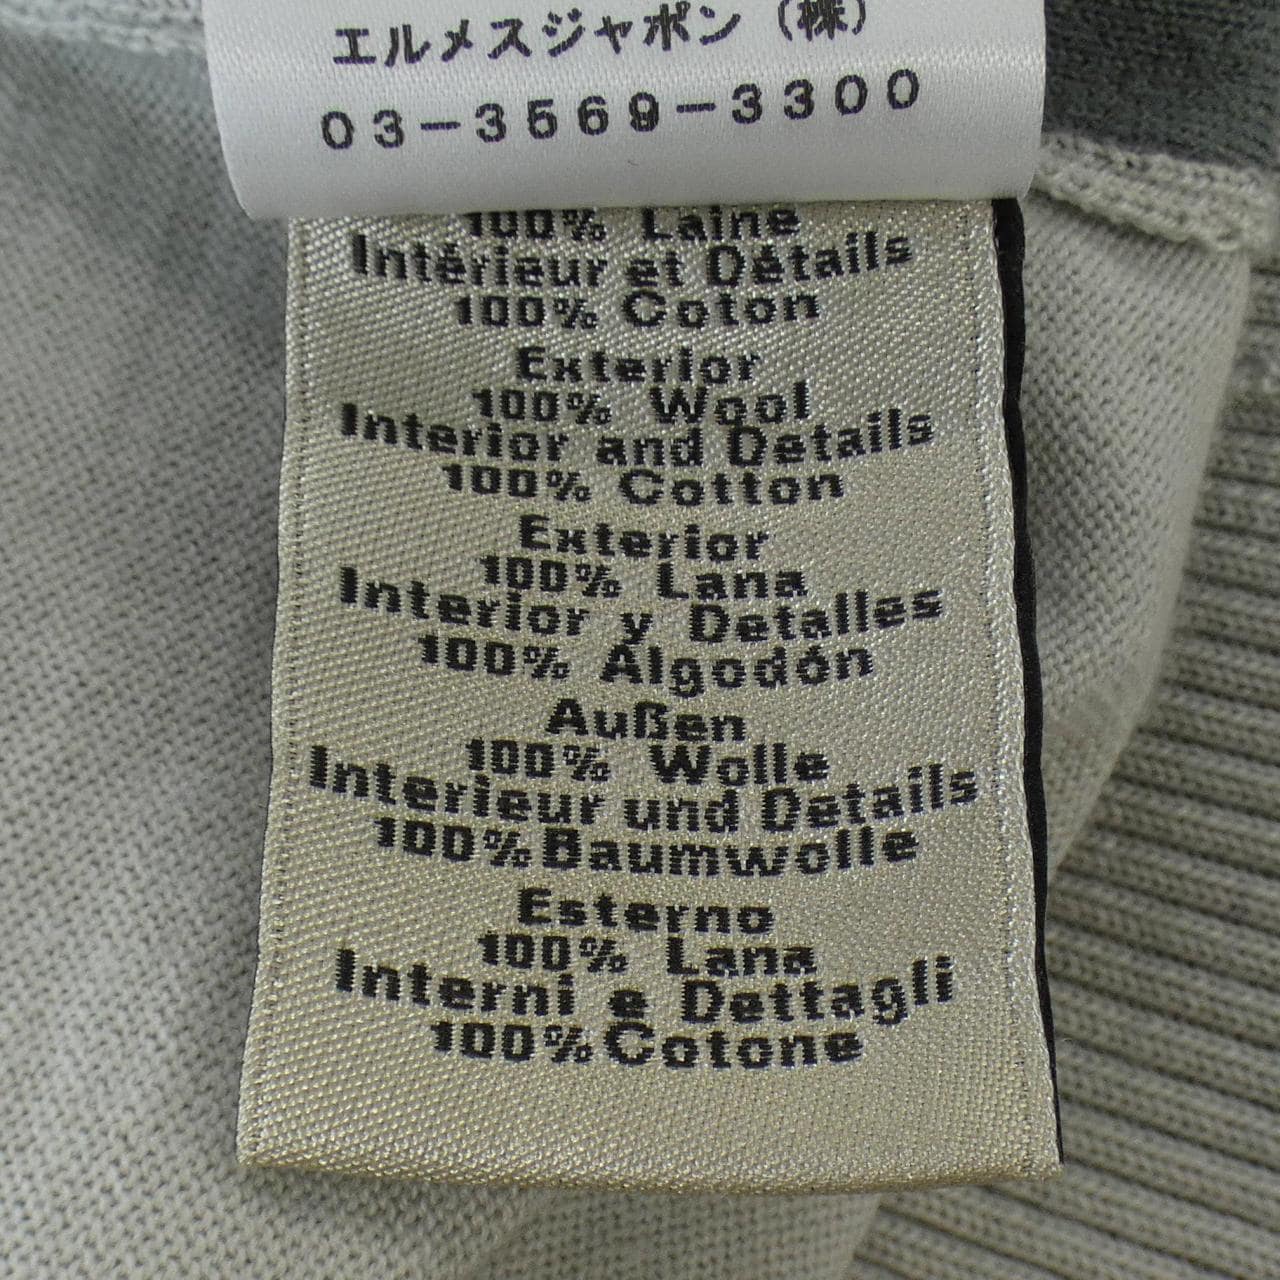 エルメスジャポン（株）
03-3569-3300
100% Laine
Intérieur et Détails
100% Coton
Exterior
100% Wool
Interior and Details
100% Cotton
Exterior
100% Lana
Interior y Detalles
100% Algodón
Außen
100% Wolle
Interieur und Details
100%Baumwolle
Esterno
100% Lana
Interni e Dettagli
100%Cotone